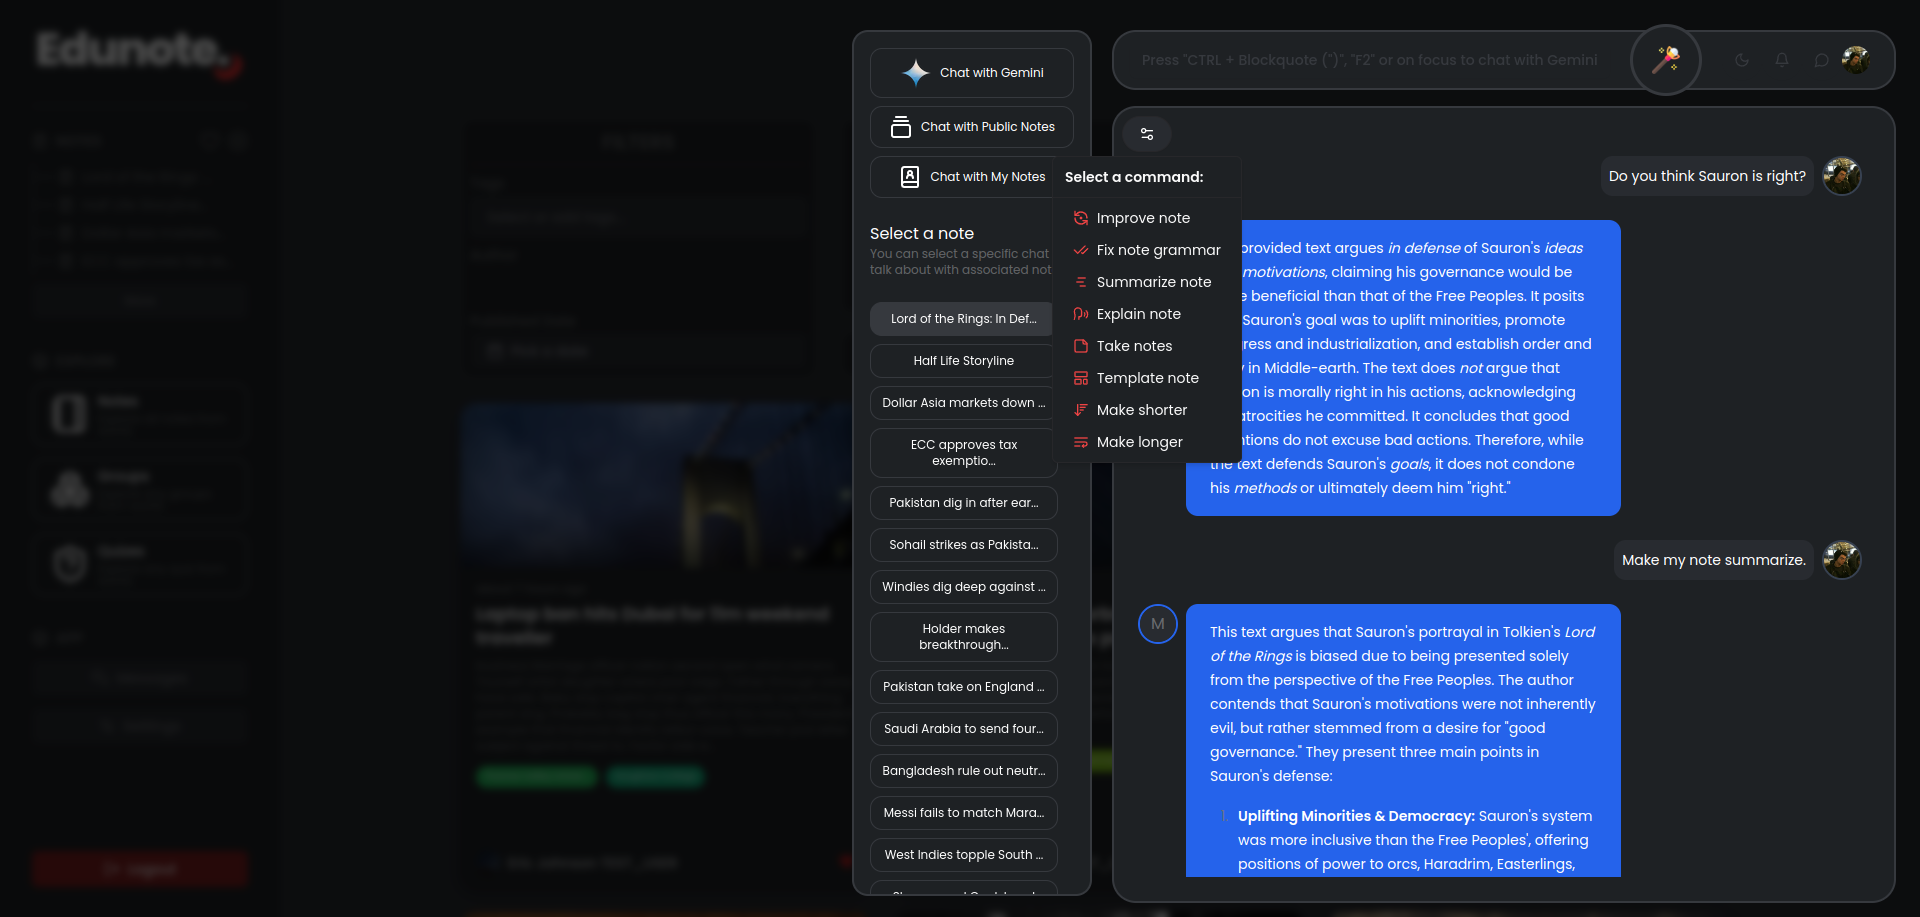 Edunote.
Chat with Gemini
Chat with Public Notes
Chat with My Notes
Select a note
You can select a specific chat
talk about with associated not
Lord of the Rings: In Def...
Half Life Storyline
Dollar Asia markets down ...
ECC approves tax
exemptio...
Pakistan dig in after ear...
Sohail strikes as Pakista...
Windies dig deep against ...
Holder makes
breakthrough...
Pakistan take on England ...
Saudi Arabia to send four...
Bangladesh rule out neutr...
Messi fails to match Mara...
West Indies topple South ...
Select a command:
Improve note
Fix note grammar
Summarize note
Explain note
Take notes
Template note
Make shorter
Make longer
Press "CTRL + Blockquote (")", "F2" or on focus to chat with Gemini
Do you think Sauron is right?
provided text argues in defense of Sauron's ideas
motivations, claiming his governance would be
beneficial than that of the Free Peoples. It posits
Sauron's goal was to uplift minorities, promote
ress and industrialization, and establish order and
in Middle-earth. The text does not argue that
on is morally right in his actions, acknowledging
atrocities he committed. It concludes that good
ntions do not excuse bad actions. Therefore, while
the text defends Sauron's goals, it does not condone
his methods or ultimately deem him "right."
Make my note summarize.
M
This text argues that Sauron's portrayal in Tolkien's Lord
of the Rings is biased due to being presented solely
from the perspective of the Free Peoples. The author
contends that Sauron's motivations were not inherently
evil, but rather stemmed from a desire for "good
governance." They present three main points in
Sauron's defense:
1. Uplifting Minorities & Democracy: Sauron's system
was more inclusive than the Free Peoples', offering
positions of power to orcs, Haradrim, Easterlings,
Laptop ban hits Dubai for 11m weekend
traveller
Logout